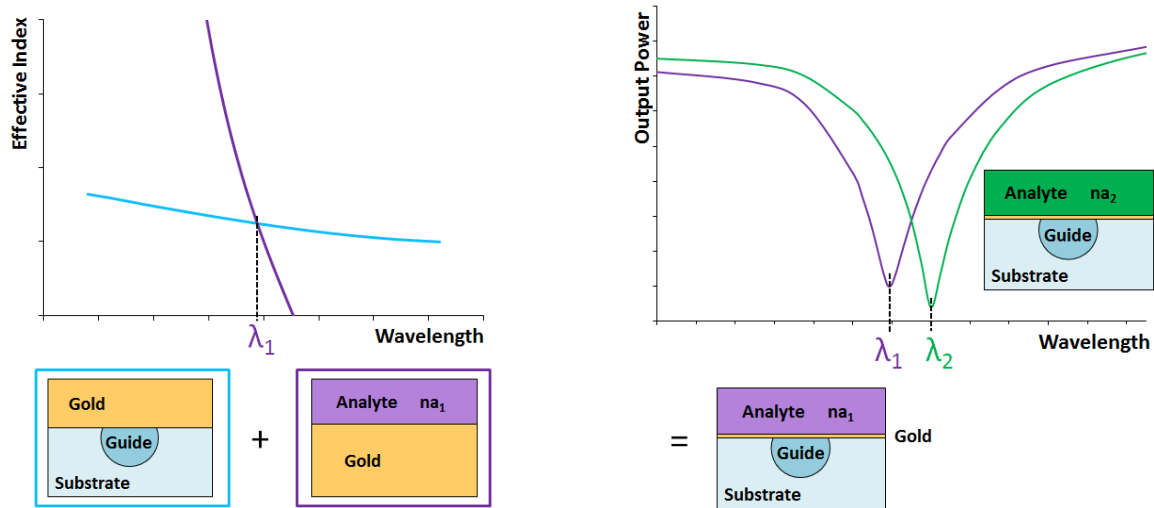 Effective Index
Wavelength
λ1
Gold
Guide
Substrate
+
Analyte na1
Gold
Output Power
Analyte na2
Guide
Substrate
Wavelength
λ1
λ2
=
Analyte na1
Gold
Guide
Substrate